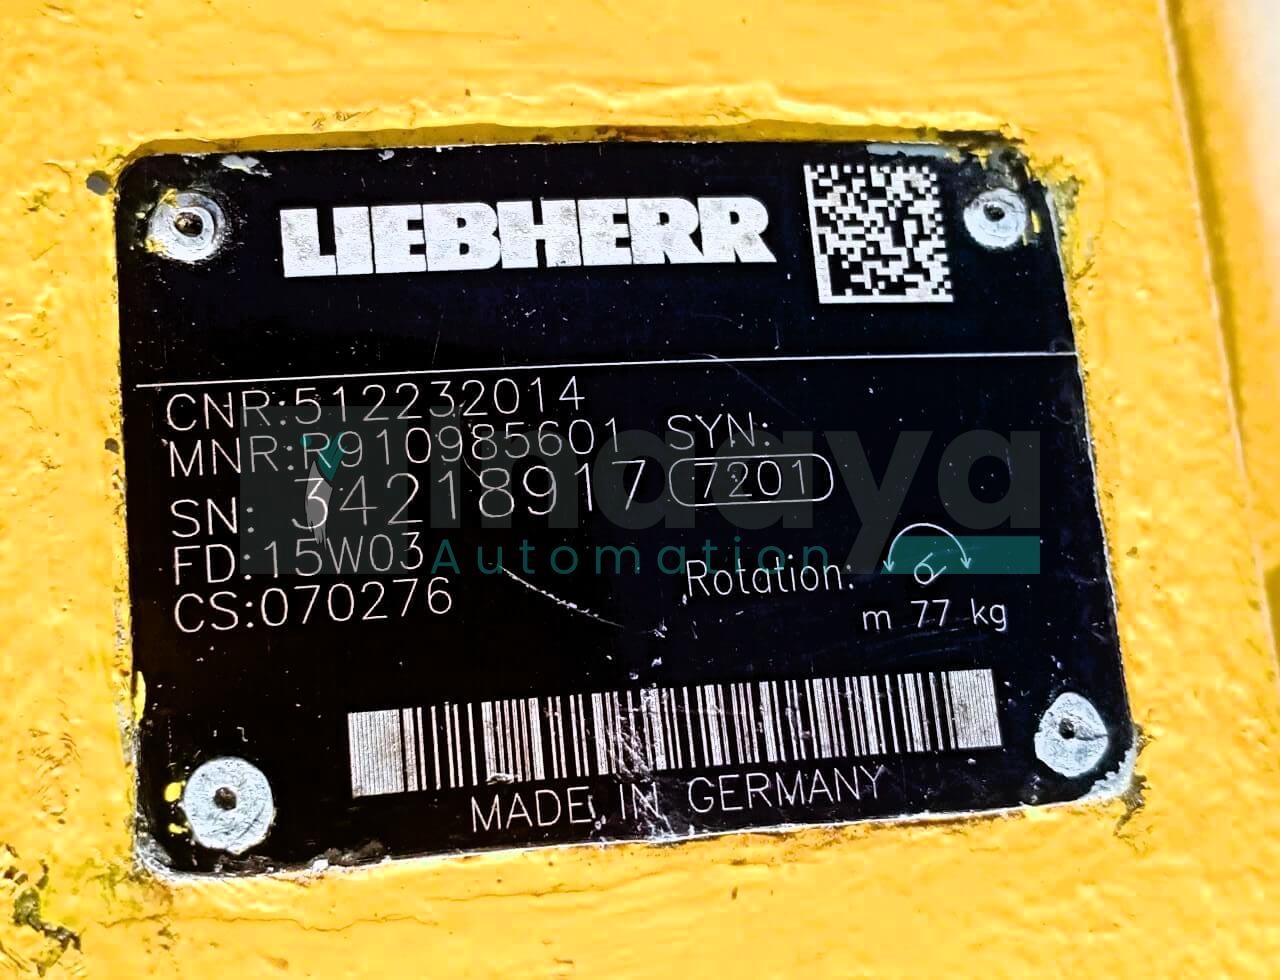 LIEBHERR
CNR:512232014
MNR:R910985601 SYN:
SN: 34218917 7201
FD:15W03
CS:070276
Rotation:
m 77 kg
MADE IN GERMANY
Imaaya
Automation